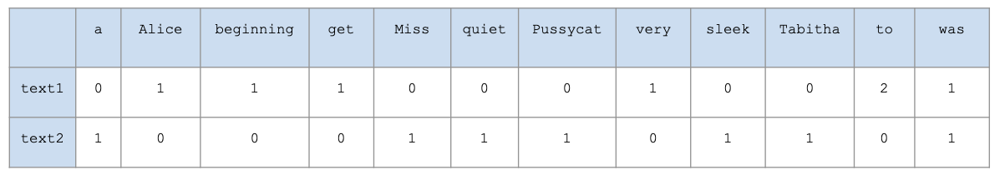 a Alice beginning get Miss quiet Pussycat very sleek Tabitha to was
text1 0 1 1 1 0 0 0 1 0 0 2 1
text2 1 0 0 0 1 1 1 0 1 1 0 1